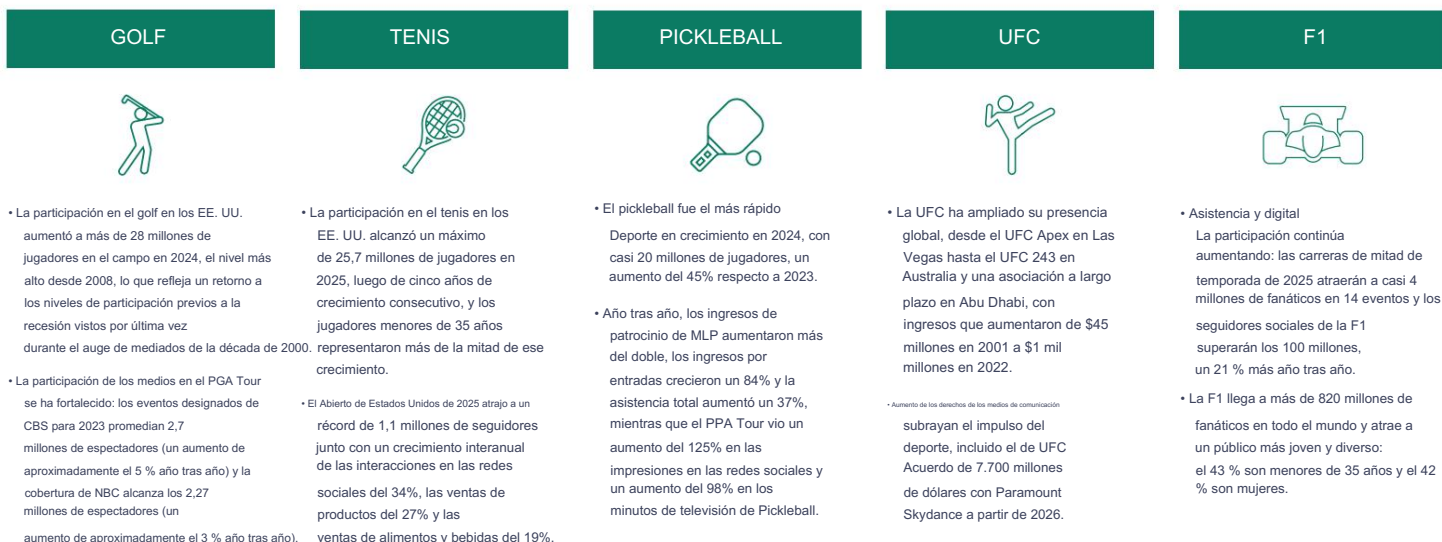 GOLF
• La participación en el golf en los EE. UU.
aumentó a más de 28 millones de
jugadores en el campo en 2024, el nivel más
alto desde 2008, lo que refleja un retorno a
los niveles de participación previos a la
recesión vistos por última vez
durante el auge de mediados de la década de 2000.
• La participación de los medios en el PGA Tour
se ha fortalecido: los eventos designados de
CBS para 2023 promedian 2,7
millones de espectadores (un aumento de
aproximadamente el 5 % año tras año) y la
cobertura de NBC alcanza los 2,27
millones de espectadores (un
aumento de aproximadamente el 3 % año tras año).
TENIS
• La participación en el tenis en los
EE. UU. alcanzó un máximo
de 25,7 millones de jugadores en
2025, luego de cinco años de
crecimiento consecutivo, y los
jugadores menores de 35 años
representaron más de la mitad de ese
crecimiento.
• El Abierto de Estados Unidos de 2025 atrajo a un
récord de 1,1 millones de seguidores
junto con un crecimiento interanual
de las interacciones en las redes
sociales del 34%, las ventas de
productos del 27% y las
ventas de alimentos y bebidas del 19%.
PICKLEBALL
• El pickleball fue el más rápido
Deporte en crecimiento en 2024, con
casi 20 millones de jugadores, un
aumento del 45% respecto a 2023.
• Año tras año, los ingresos de
patrocinio de MLP aumentaron más
del doble, los ingresos por
entradas crecieron un 84% y la
asistencia total aumentó un 37%,
mientras que el PPA Tour vio un
aumento del 125% en las
impresiones en las redes sociales y
un aumento del 98% en los
minutos de televisión de Pickleball.
UFC
• La UFC ha ampliado su presencia
global, desde el UFC Apex en Las
Vegas hasta el UFC 243 en
Australia y una asociación a largo
plazo en Abu Dhabi, con
ingresos que aumentaron de $45
millones en 2001 a $1 mil
millones en 2022.
• Aumento de los derechos de los medios de comunicación
subrayan el impulso del
deporte, incluido el de UFC
Acuerdo de 7.700 millones
de dólares con Paramount
Skydance a partir de 2026.
F1
• Asistencia y digital
La participación continúa
aumentando: las carreras de mitad de
temporada de 2025 atraerán a casi 4
millones de fanáticos en 14 eventos y los
seguidores sociales de la F1
superarán los 100 millones,
un 21 % más año tras año.
• La F1 llega a más de 820 millones de
fanáticos en todo el mundo y atrae a
un público más joven y diverso:
el 43 % son menores de 35 años y el 42
% son mujeres.